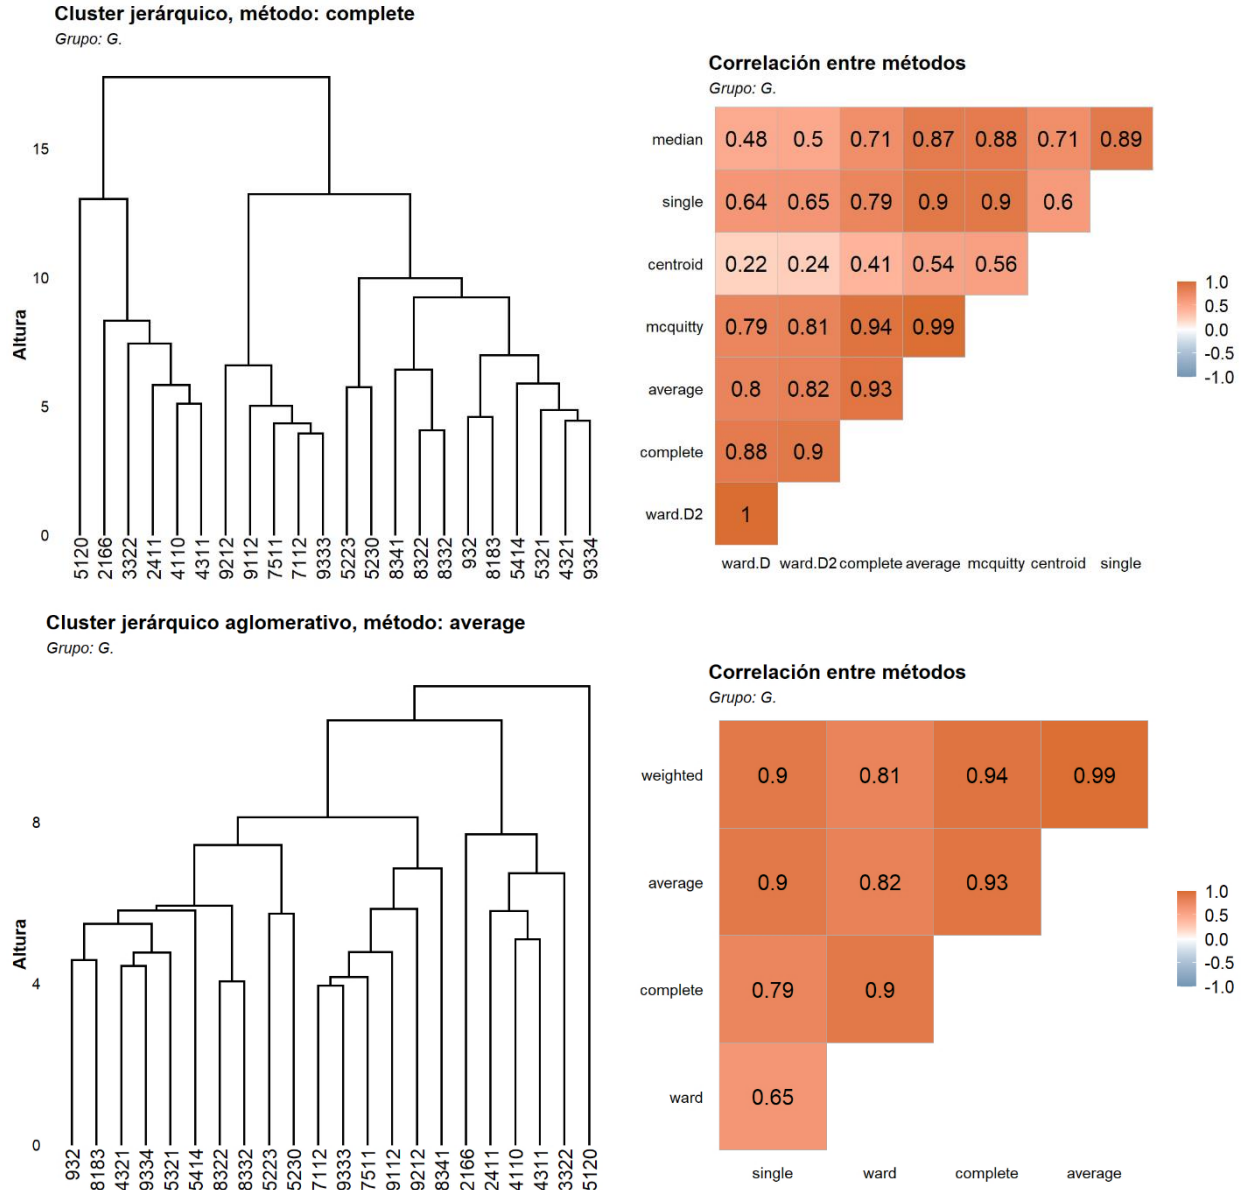 Cluster jerárquico, método: complete
Grupo: G.
Altura
15
10
5
0
5120 2166 3322 2411 4110 4311 9212 9112 7511 7112 9333 5223 5230 8341 8322 8332 932 8183 5414 5321 4321 9334
Correlación entre métodos
Grupo: G.
median 0.48 0.5 0.71 0.87 0.88 0.71 0.89
single 0.64 0.65 0.79 0.9 0.9 0.6
centroid 0.22 0.24 0.41 0.54 0.56
mcquitty 0.79 0.81 0.94 0.99
average 0.8 0.82 0.93
complete 0.88 0.9
ward.D2 1
ward.D ward.D2 complete average mcquitty centroid single
1.0
0.5
0.0
-0.5
-1.0
Cluster jerárquico aglomerativo, método: average
Grupo: G.
Altura
8
4
0
932 8183 4321 9334 5321 5414 8322 8332 5223 5230 7112 9333 7511 9112 9212 8341 2166 2411 4110 4311 3322 5120
Correlación entre métodos
Grupo: G.
weighted 0.9 0.81 0.94 0.99
average 0.9 0.82 0.93
complete 0.79 0.9
ward 0.65
single ward complete average
1.0
0.5
0.0
-0.5
-1.0